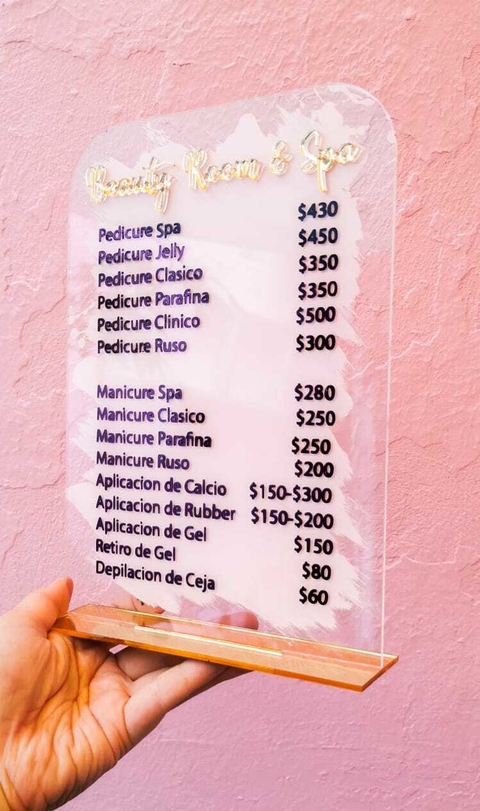 Beauty Room & Spa
Pedicure Spa $430
Pedicure Jelly $450
Pedicure Clasico $350
Pedicure Parafina $350
Pedicure Clinico $500
Pedicure Ruso $300
Manicure Spa $280
Manicure Clasico $250
Manicure Parafina $250
Manicure Ruso $200
Aplicacion de Calcio $150-$300
Aplicacion de Rubber $150-$200
Aplicacion de Gel $150
Retiro de Gel $80
Depilacion de Ceja $60